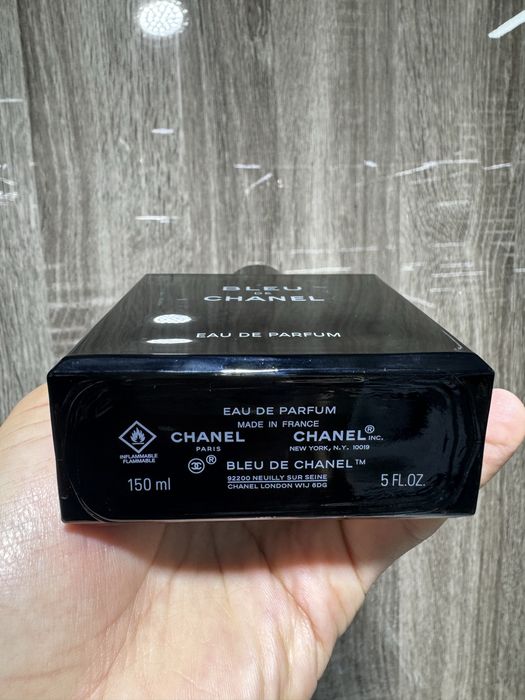 BLEU
DE
CHANEL
EAU DE PARFUM
EAU DE PARFUM
MADE IN FRANCE
CHANEL CHANEL® INC.
PARIS NEW YORK, N.Y. 10019
INFLAMMABLE
FLAMMABLE
® BLEU DE CHANEL™
150 ml 92200 NEUILLY SUR SEINE 5 FL.OZ.
CHANEL LONDON W1J 6DG